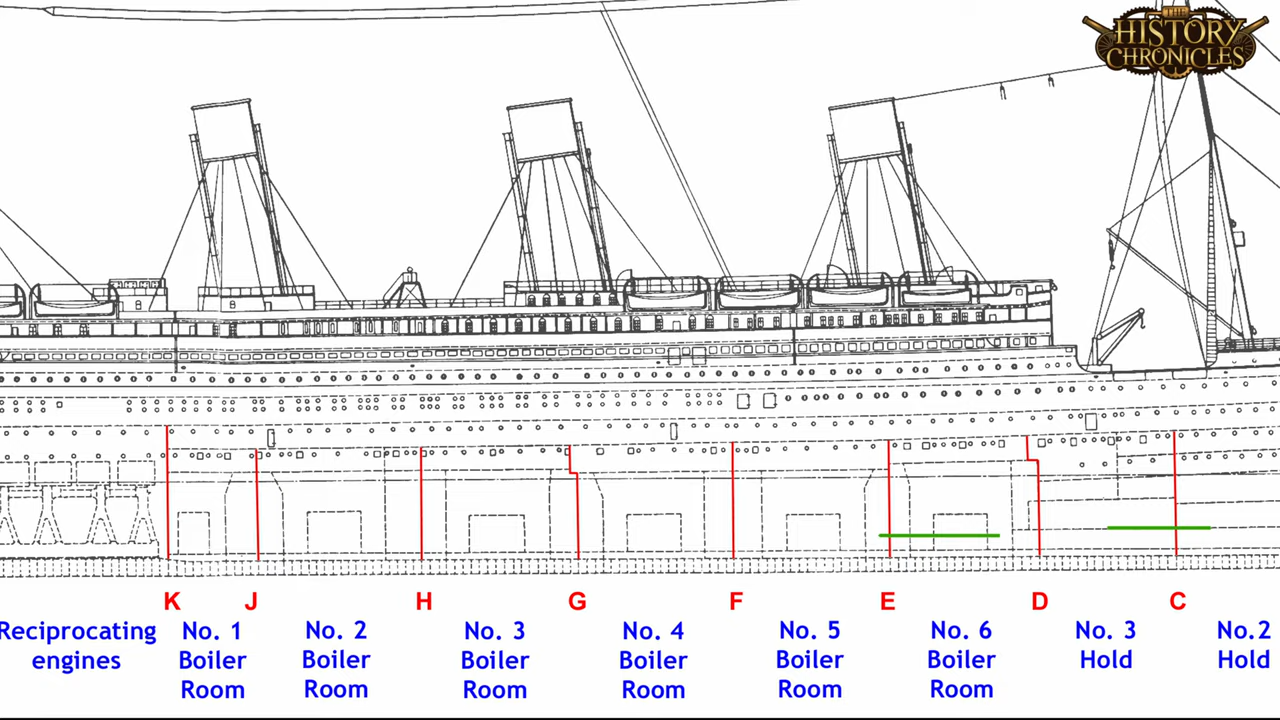 THE
HISTORY
CHRONICLES
K J H G F E D C
Reciprocating
engines
No. 1
Boiler
Room
No. 2
Boiler
Room
No. 3
Boiler
Room
No. 4
Boiler
Room
No. 5
Boiler
Room
No. 6
Boiler
Room
No. 3
Hold
No.2
Hold